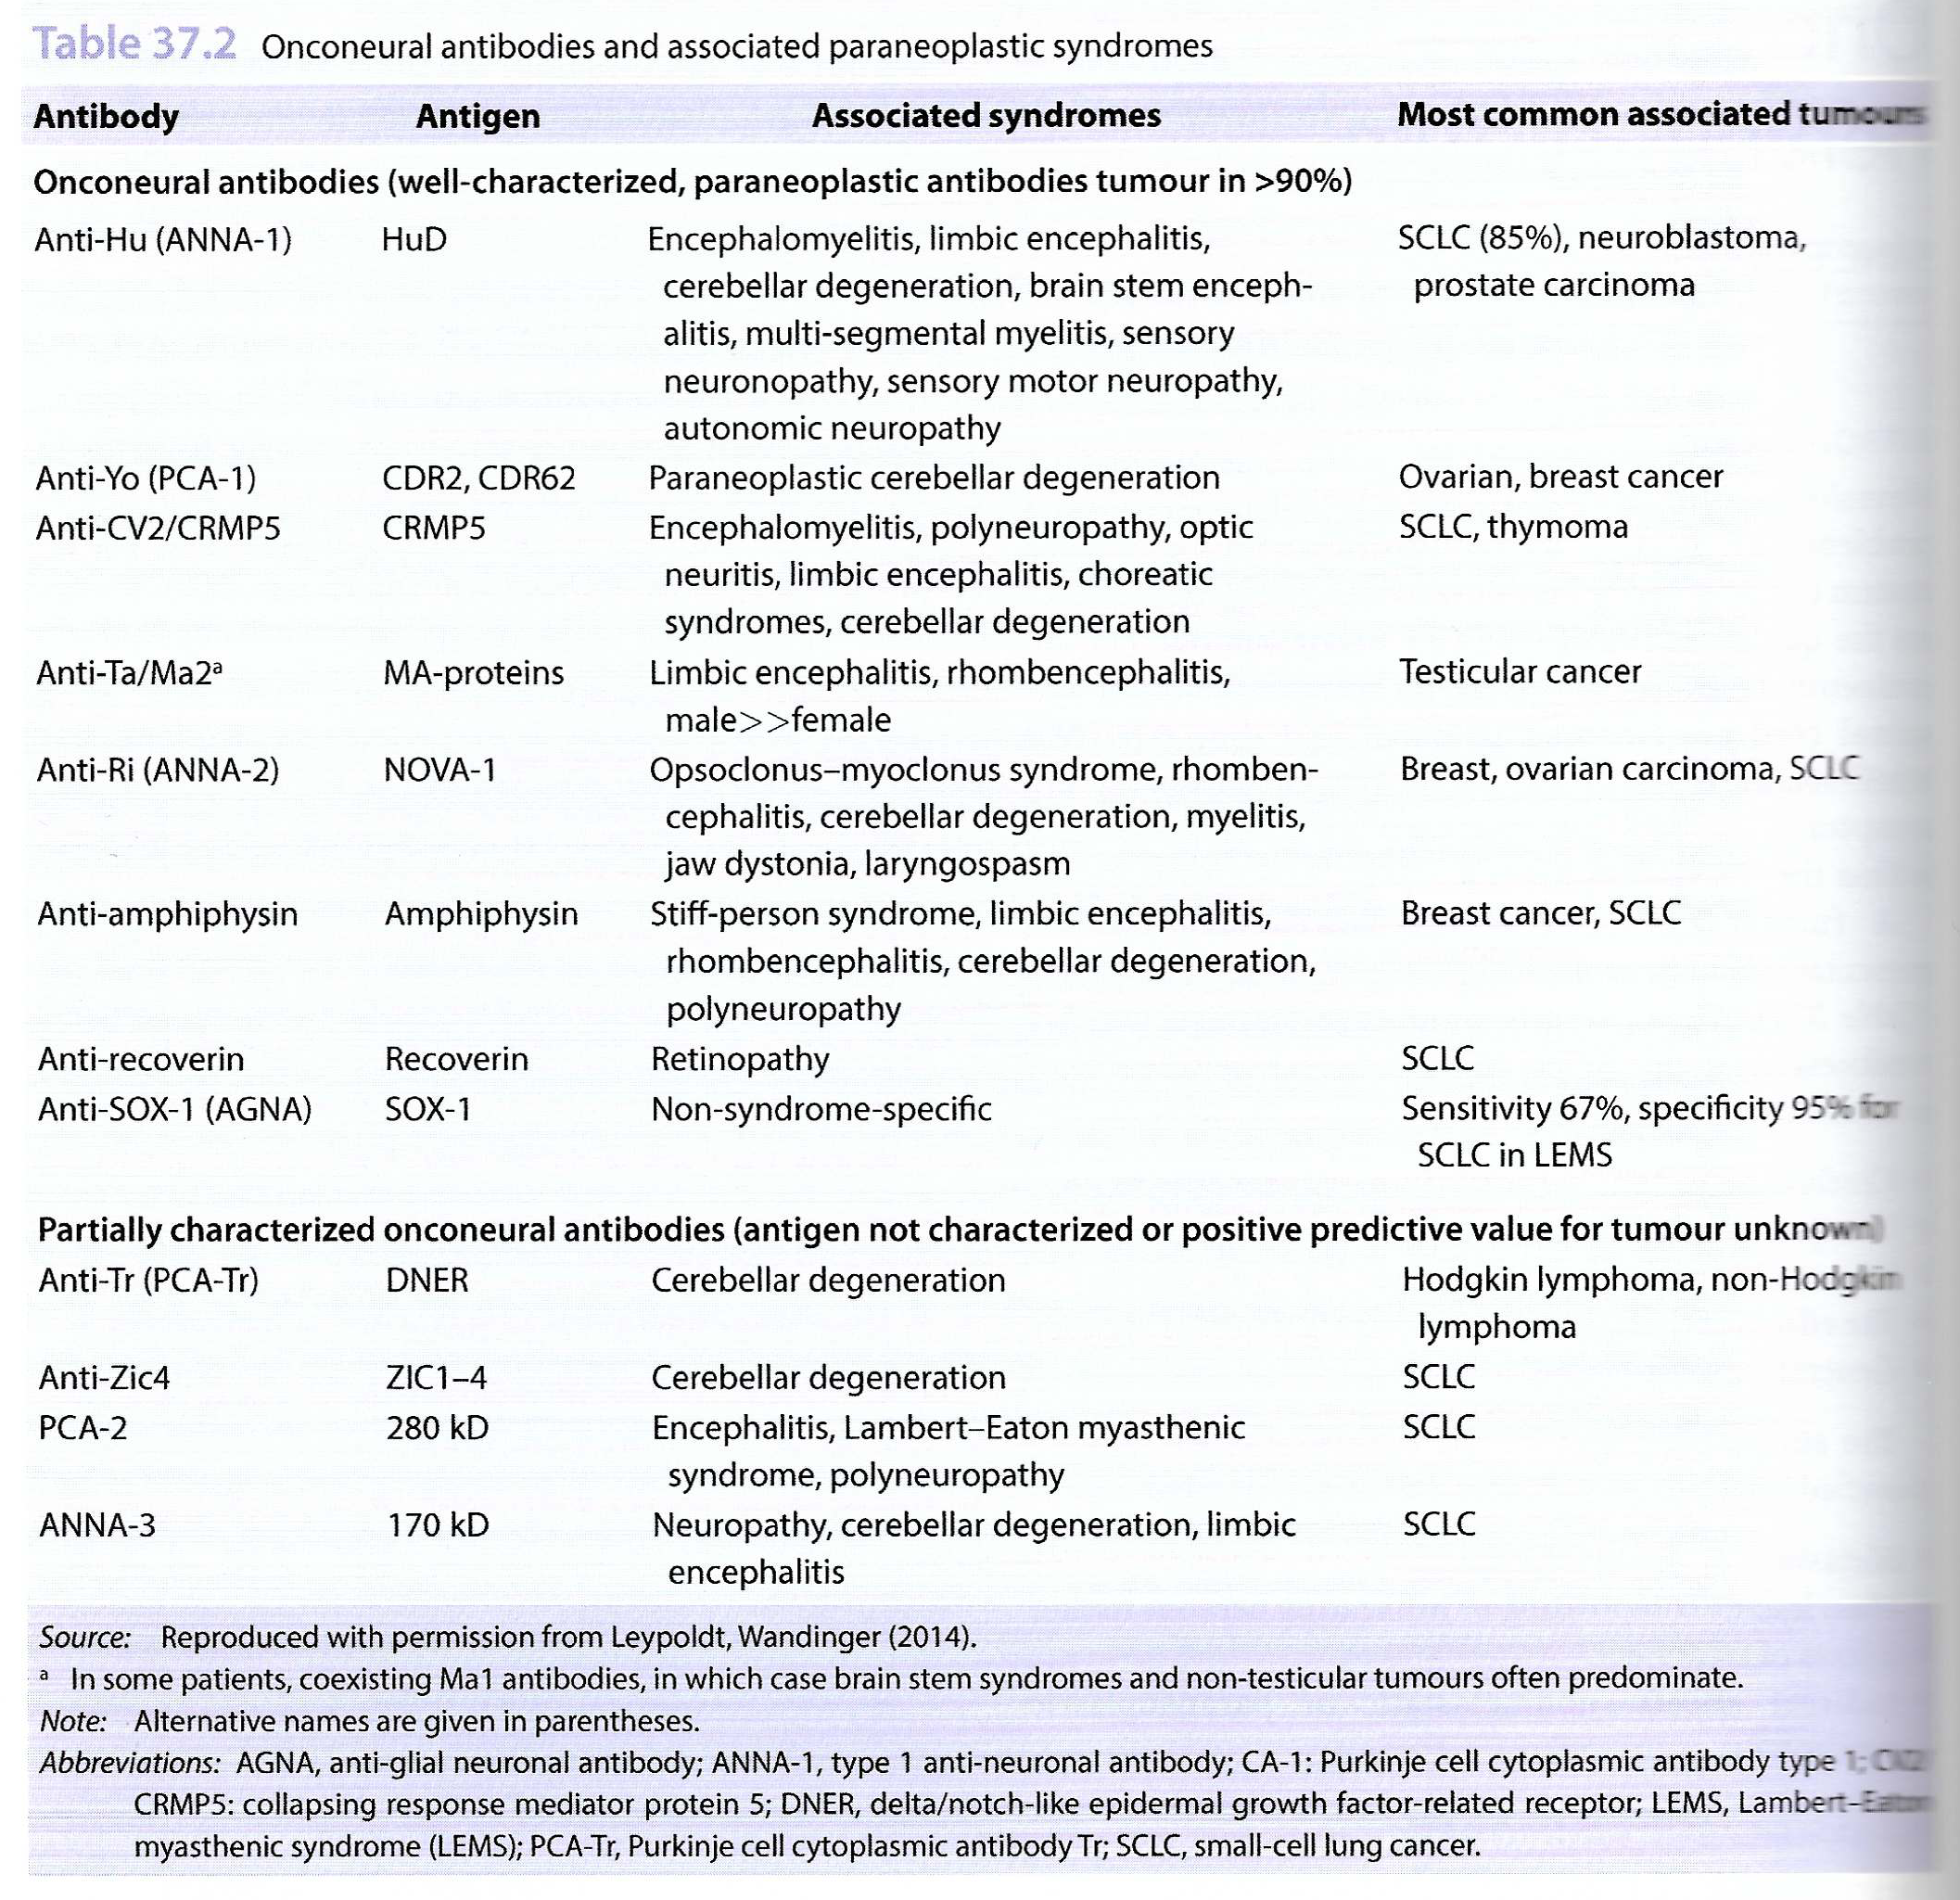 Table 37.2 Onconeural antibodies and associated paraneoplastic syndromes
Antibody Antigen Associated syndromes Most common associated tumours
Onconeural antibodies (well-characterized, paraneoplastic antibodies tumour in >90%)
Anti-Hu (ANNA-1) HuD Encephalomyelitis, limbic encephalitis, SCLC (85%), neuroblastoma,
cerebellar degeneration, brain stem enceph- prostate carcinoma
alitis, multi-segmental myelitis, sensory
neuronopathy, sensory motor neuropathy,
autonomic neuropathy
Anti-Yo (PCA-1) CDR2, CDR62 Paraneoplastic cerebellar degeneration Ovarian, breast cancer
Anti-CV2/CRMP5 CRMP5 Encephalomyelitis, polyneuropathy, optic SCLC, thymoma
neuritis, limbic encephalitis, choreatic
syndromes, cerebellar degeneration
Anti-Ta/Ma2ᵃ MA-proteins Limbic encephalitis, rhombencephalitis, Testicular cancer
male>>female
Anti-Ri (ANNA-2) NOVA-1 Opsoclonus–myoclonus syndrome, rhomben- Breast, ovarian carcinoma, SCLC
cephalitis, cerebellar degeneration, myelitis,
jaw dystonia, laryngospasm
Anti-amphiphysin Amphiphysin Stiff-person syndrome, limbic encephalitis, Breast cancer, SCLC
rhombencephalitis, cerebellar degeneration,
polyneuropathy
Anti-recoverin Recoverin Retinopathy SCLC
Anti-SOX-1 (AGNA) SOX-1 Non-syndrome-specific Sensitivity 67%, specificity 95% for
SCLC in LEMS
Partially characterized onconeural antibodies (antigen not characterized or positive predictive value for tumour unknown)
Anti-Tr (PCA-Tr) DNER Cerebellar degeneration Hodgkin lymphoma, non-Hodgkin
lymphoma
Anti-Zic4 ZIC1–4 Cerebellar degeneration SCLC
PCA-2 280 kD Encephalitis, Lambert–Eaton myasthenic SCLC
syndrome, polyneuropathy
ANNA-3 170 kD Neuropathy, cerebellar degeneration, limbic SCLC
encephalitis
Source: Reproduced with permission from Leypoldt, Wandinger (2014).
ᵃ In some patients, coexisting Ma1 antibodies, in which case brain stem syndromes and non-testicular tumours often predominate.
Note: Alternative names are given in parentheses.
Abbreviations: AGNA, anti-glial neuronal antibody; ANNA-1, type 1 anti-neuronal antibody; CA-1: Purkinje cell cytoplasmic antibody type 1;
CRMP5: collapsing response mediator protein 5; DNER, delta/notch-like epidermal growth factor-related receptor; LEMS, Lambert–Eaton
myasthenic syndrome (LEMS); PCA-Tr, Purkinje cell cytoplasmic antibody Tr; SCLC, small-cell lung cancer.